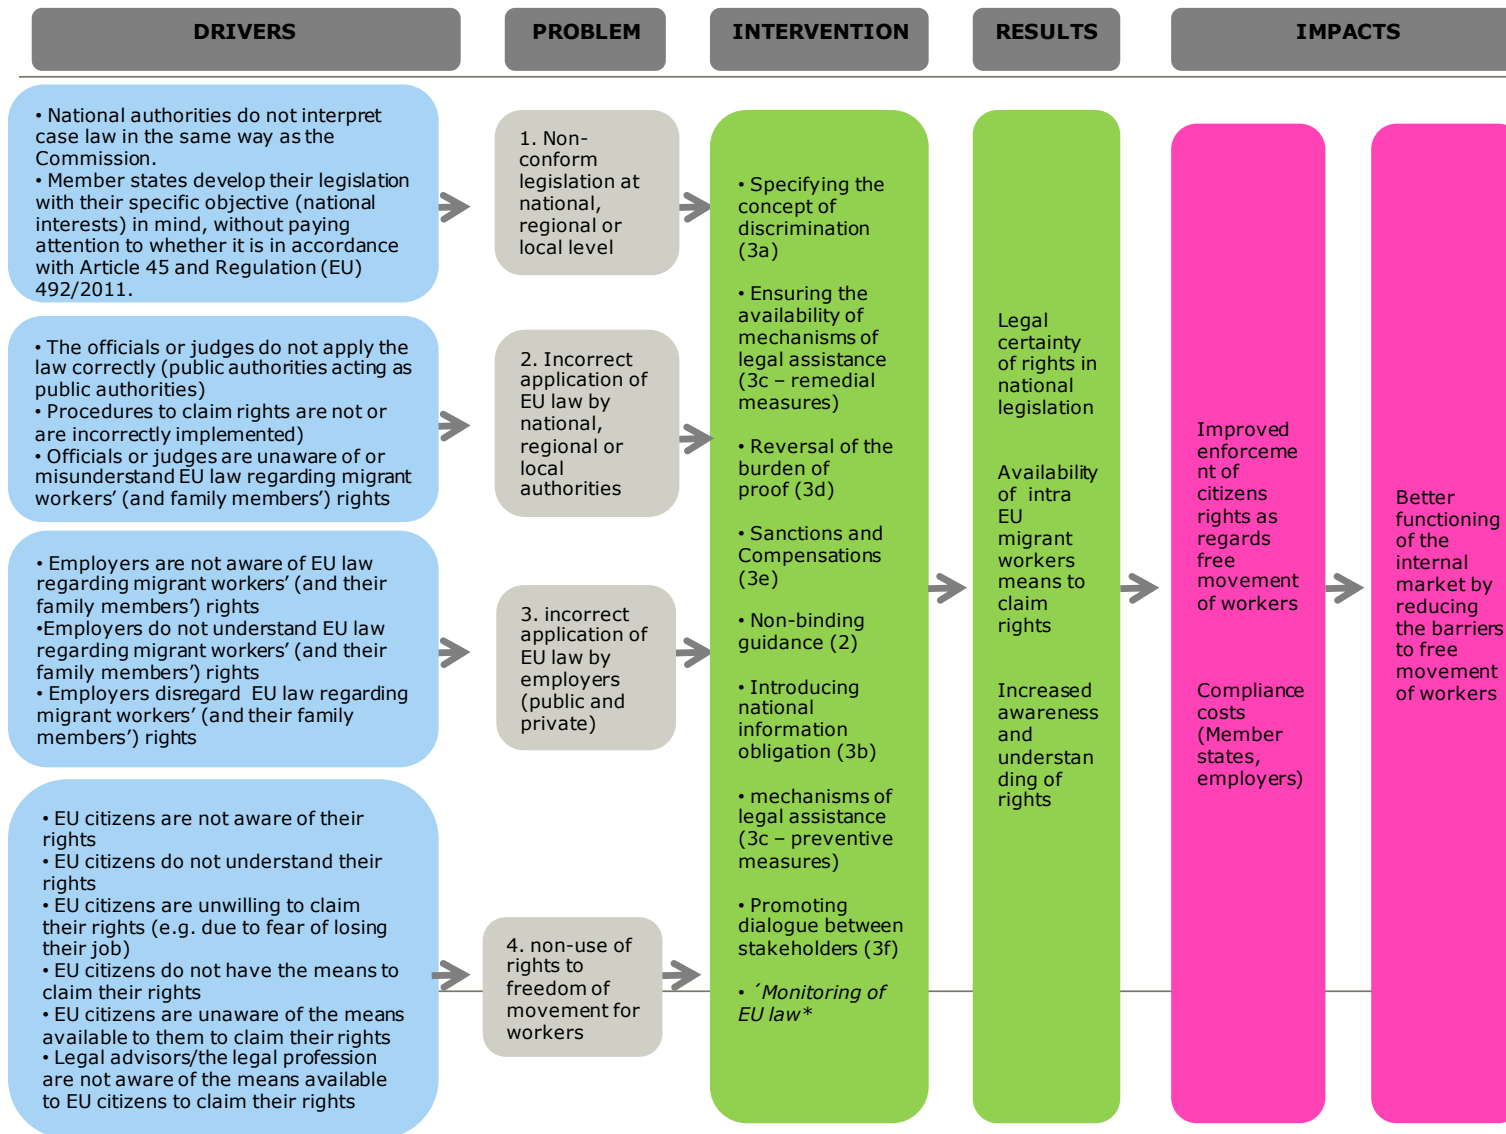 DRIVERS
PROBLEM
INTERVENTION
RESULTS
IMPACTS
• National authorities do not interpret
case law in the same way as the
Commission.
• Member states develop their legislation
with their specific objective (national
interests) in mind, without paying
attention to whether it is in accordance
with Article 45 and Regulation (EU)
492/2011.
• The officials or judges do not apply the
law correctly (public authorities acting as
public authorities)
• Procedures to claim rights are not or
are incorrectly implemented)
• Officials or judges are unaware of or
misunderstand EU law regarding migrant
workers’ (and family members’) rights
• Employers are not aware of EU law
regarding migrant workers’ (and their
family members’) rights
•Employers do not understand EU law
regarding migrant workers’ (and their
family members’) rights
• Employers disregard EU law regarding
migrant workers’ (and their family
members’) rights
• EU citizens are not aware of their
rights
• EU citizens do not understand their
rights
• EU citizens are unwilling to claim
their rights (e.g. due to fear of losing
their job)
• EU citizens do not have the means to
claim their rights
• EU citizens are unaware of the means
available to them to claim their rights
• Legal advisors/the legal profession
are not aware of the means available
to EU citizens to claim their rights
1. Non-
conform
legislation at
national,
regional or
local level
2. Incorrect
application of
EU law by
national,
regional or
local
authorities
3. incorrect
application of
EU law by
employers
(public and
private)
4. non-use of
rights to
freedom of
movement for
workers
• Specifying the
concept of
discrimination
(3a)
• Ensuring the
availability of
mechanisms of
legal assistance
(3c – remedial
measures)
• Reversal of the
burden of
proof (3d)
• Sanctions and
Compensations
(3e)
• Non-binding
guidance (2)
• Introducing
national
information
obligation (3b)
• mechanisms of
legal assistance
(3c – preventive
measures)
• Promoting
dialogue between
stakeholders (3f)
• ´Monitoring of
EU law*
Legal
certainty
of rights in
national
legislation
Availability
of intra
EU
migrant
workers
means to
claim
rights
Increased
awareness
and
understan
ding of
rights
Improved
enforceme
nt of
citizens
rights as
regards
free
movement
of workers
Compliance
costs
(Member
states,
employers)
Better
functioning
of the
internal
market by
reducing
the barriers
to free
movement
of workers